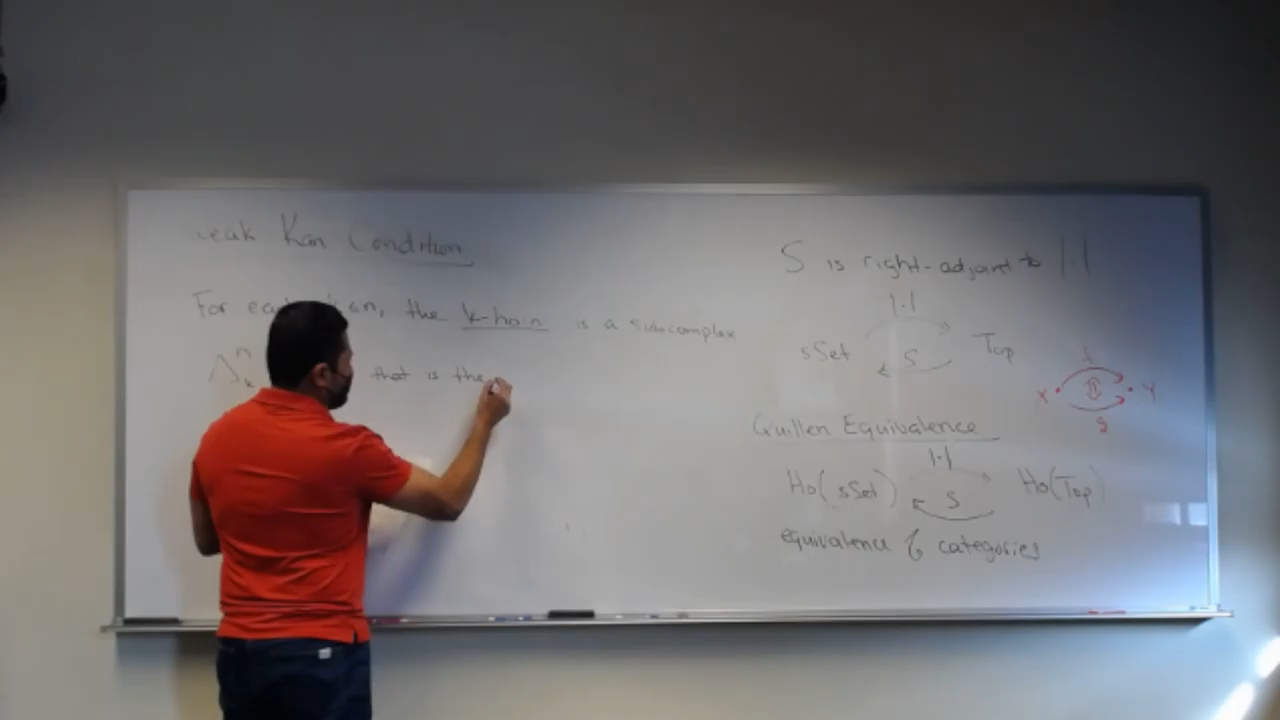 weak Kan Condition
For each k≤n, the k-horn is a subcomplex
Λ^n_k that is the
S is right-adjoint to |·|
|·|
sSet S Top
f
X ⇕ Y
g
Quillen Equivalence
|·|
Ho(sSet) S Ho(Top)
equivalence of categories